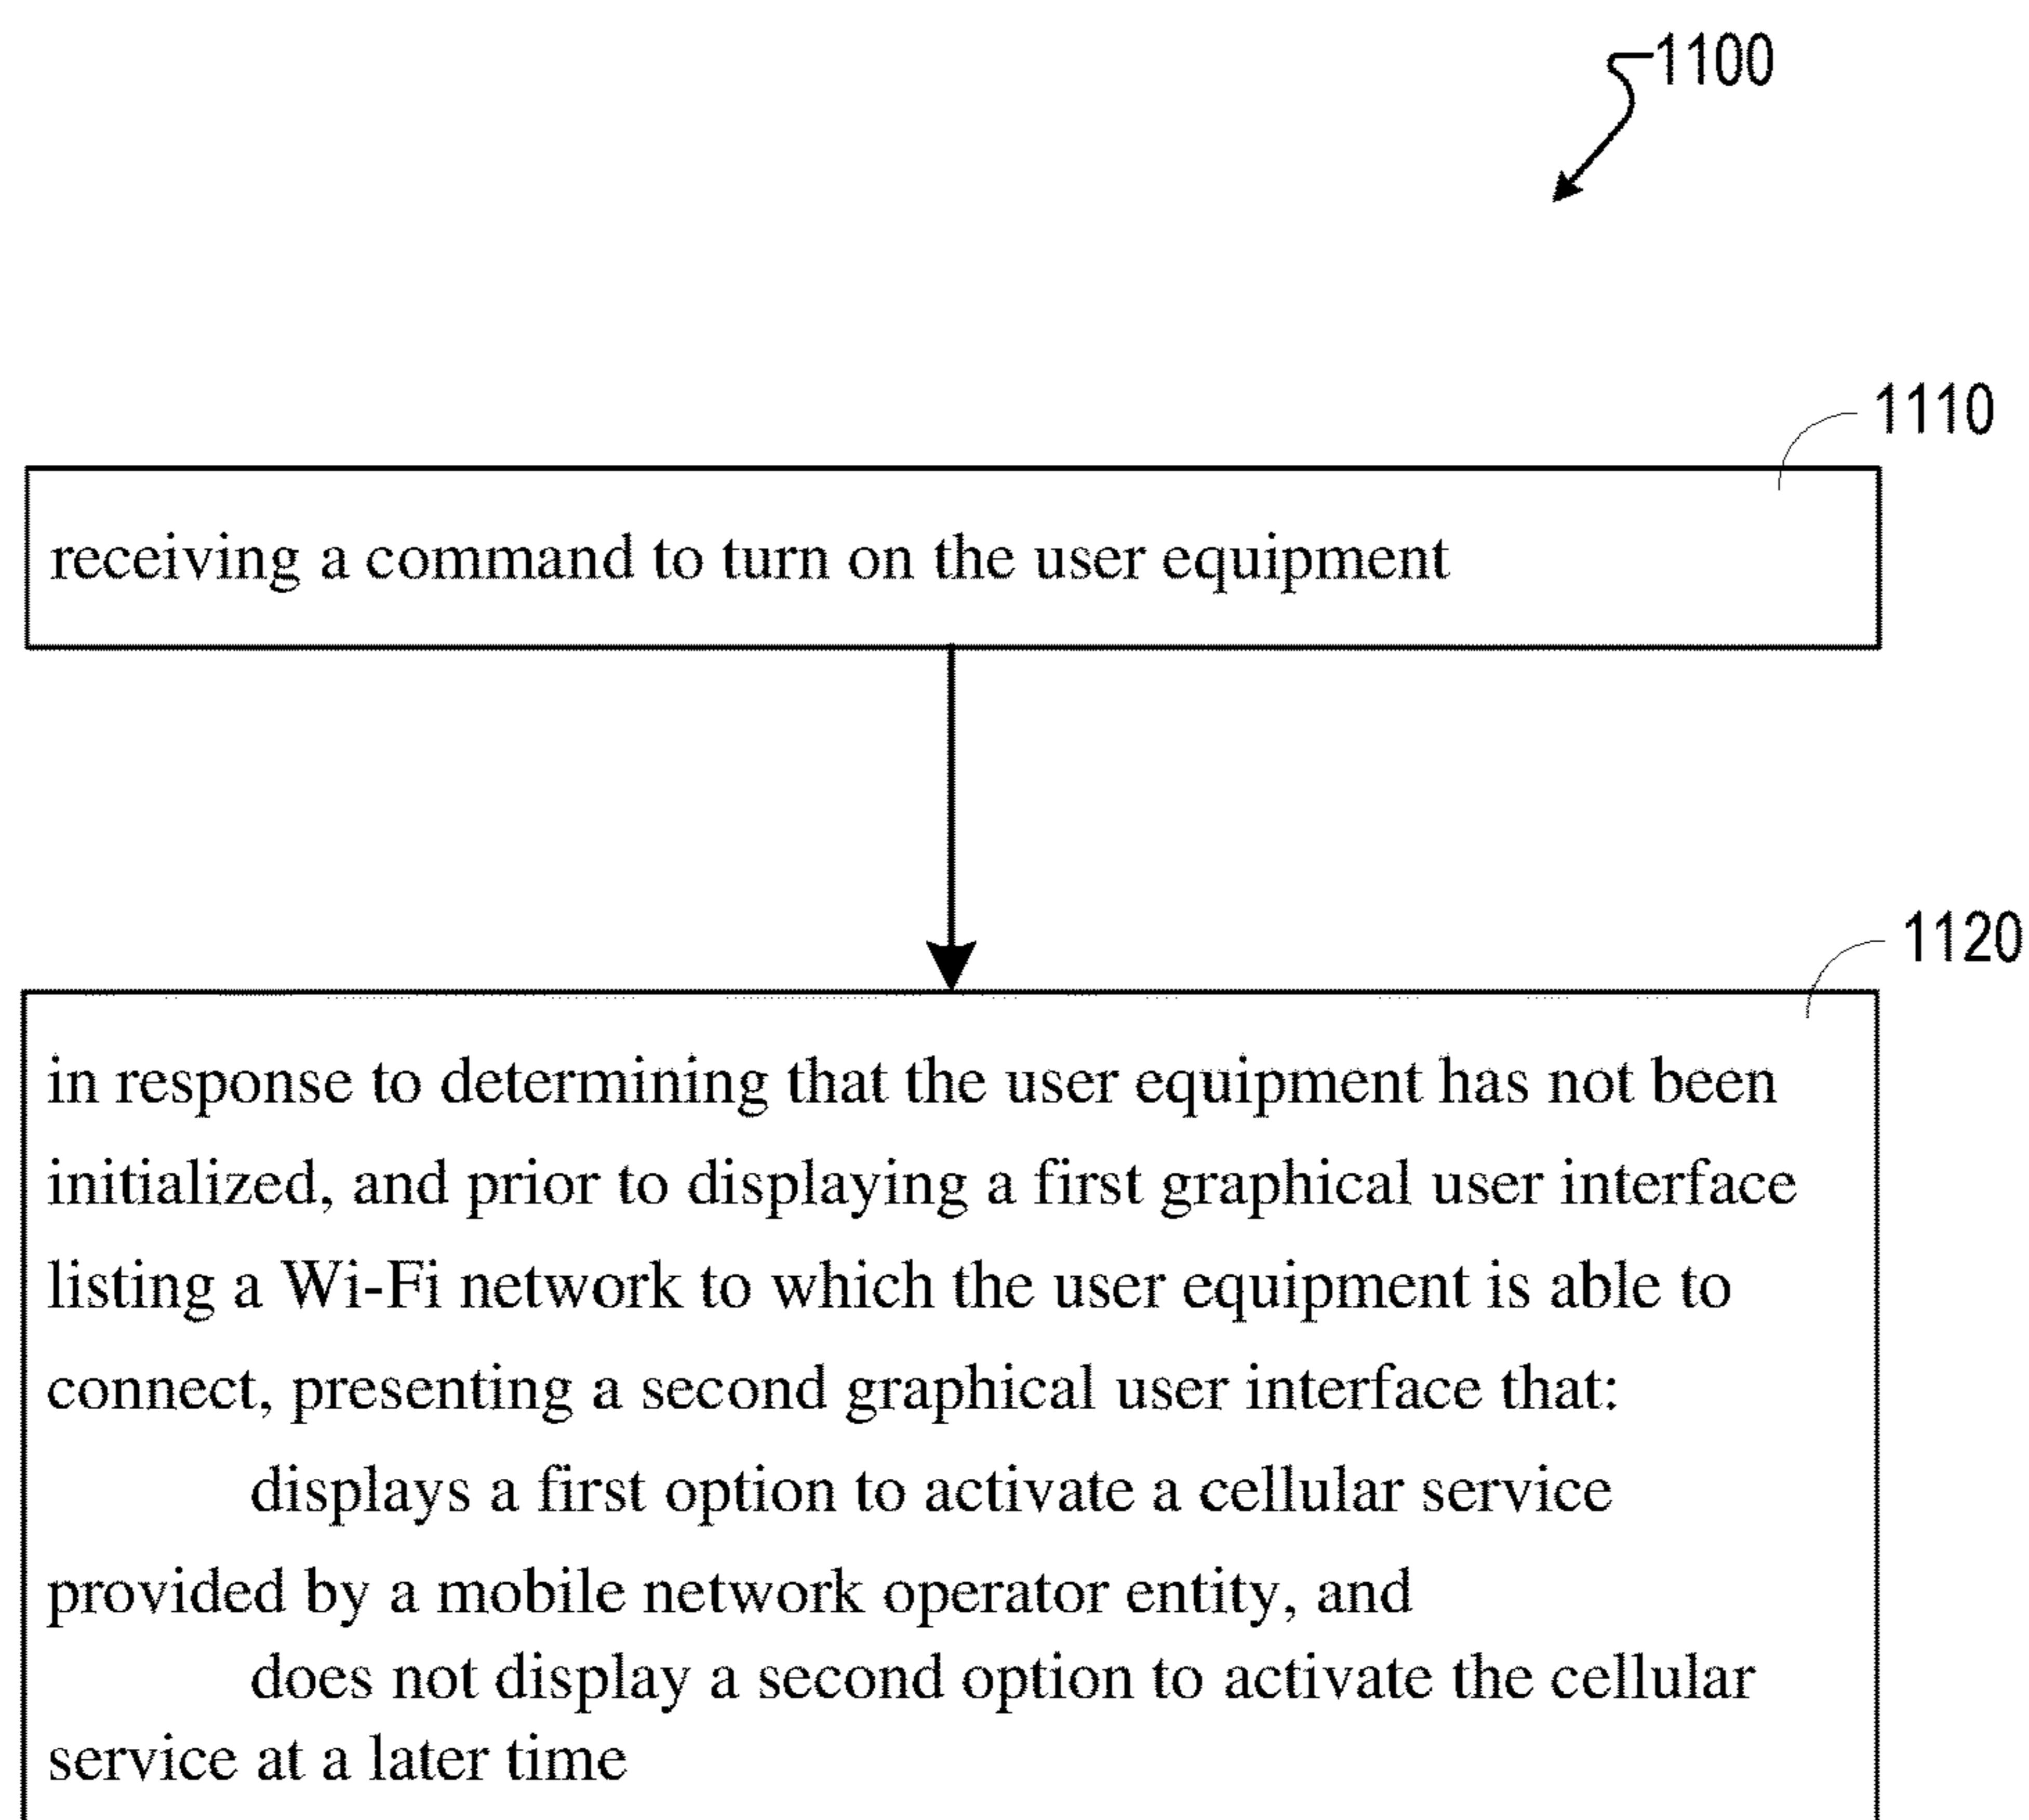 1100
1110
receiving a command to turn on the user equipment
1120
in response to determining that the user equipment has not been
initialized, and prior to displaying a first graphical user interface
listing a Wi-Fi network to which the user equipment is able to
connect, presenting a second graphical user interface that:
displays a first option to activate a cellular service
provided by a mobile network operator entity, and
does not display a second option to activate the cellular
service at a later time